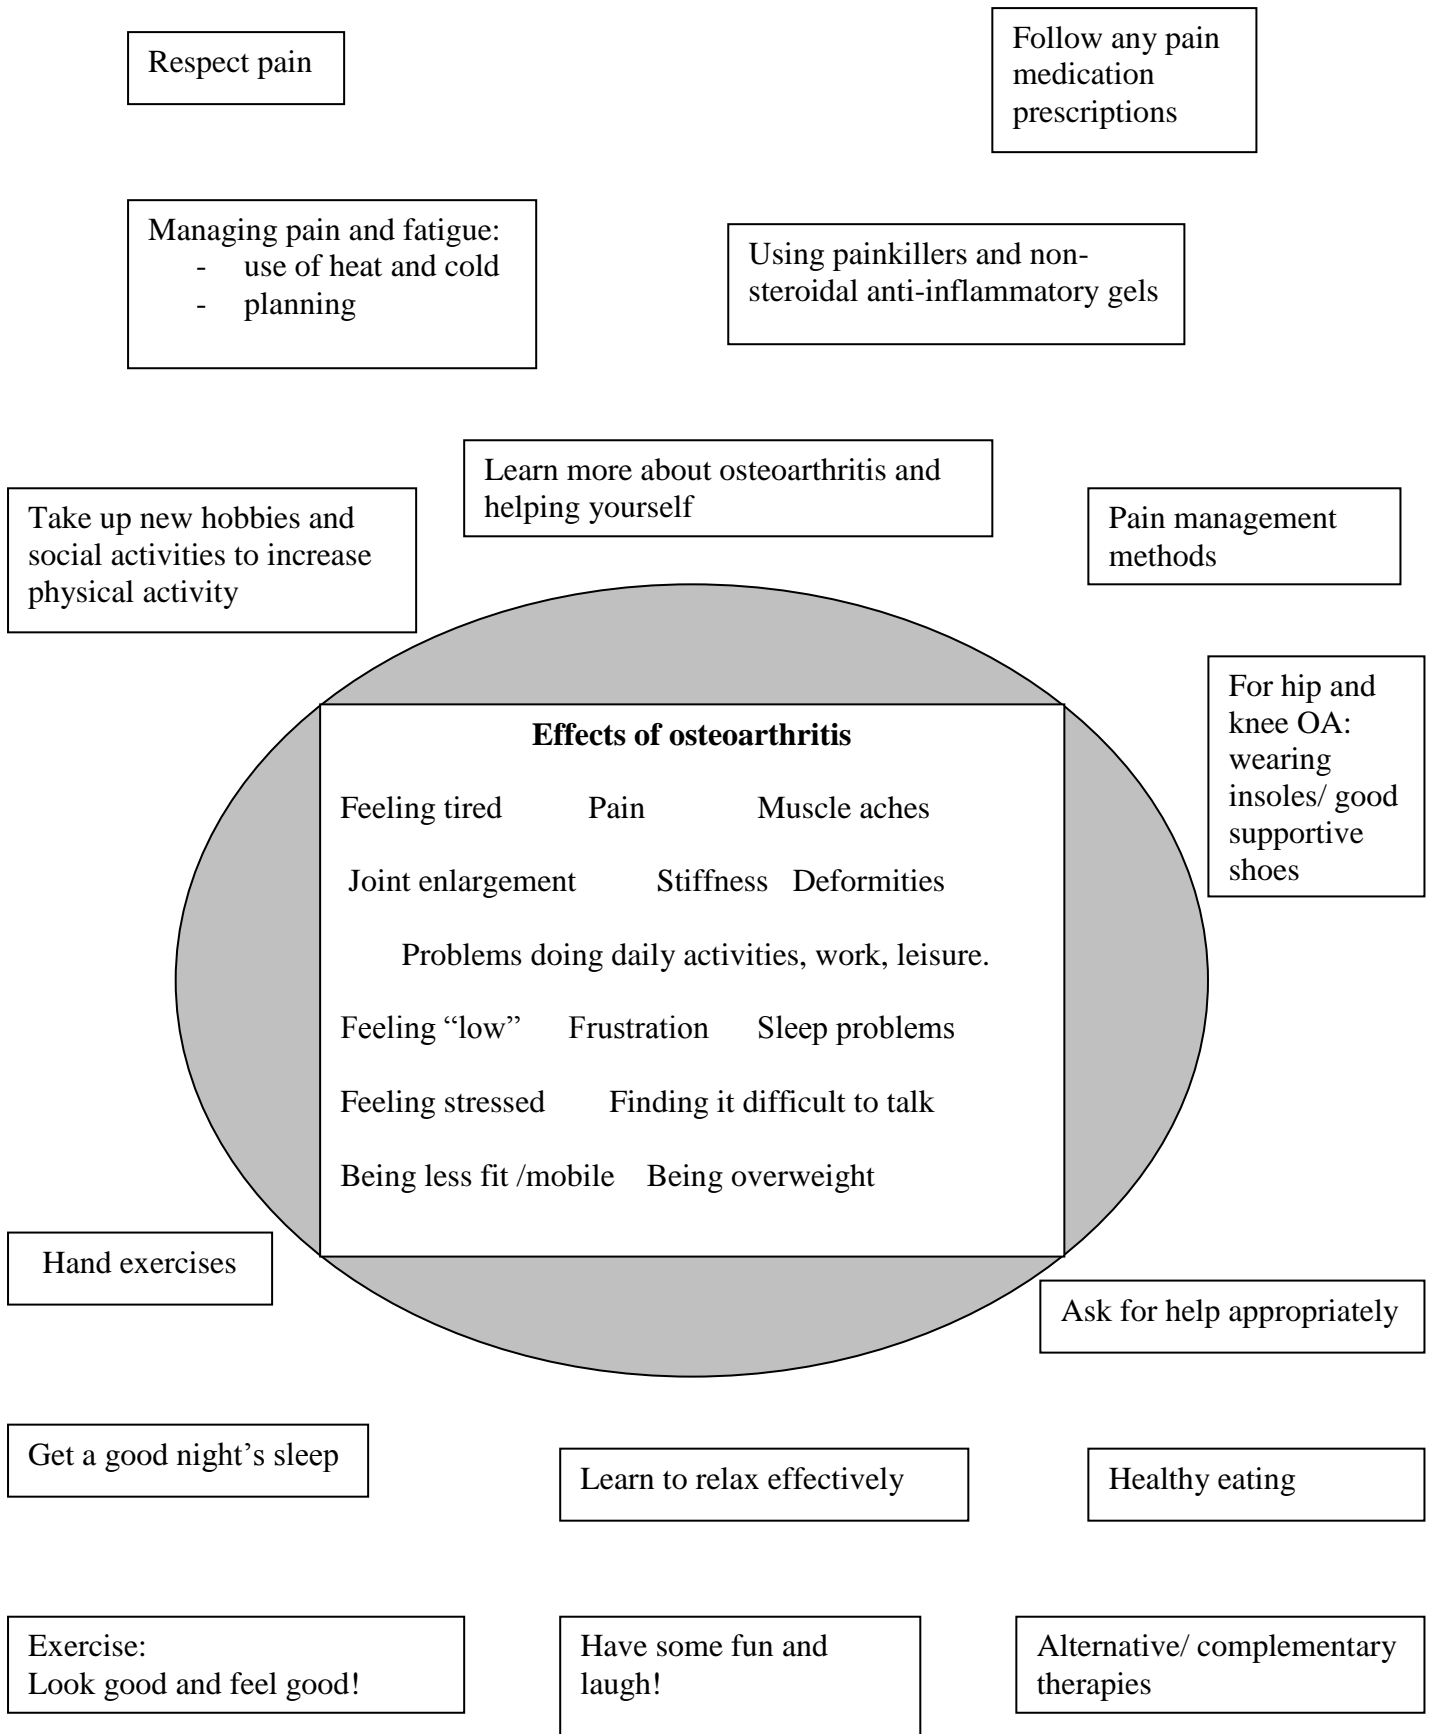 Respect pain
Follow any pain
medication
prescriptions
Managing pain and fatigue:
- use of heat and cold
- planning
Using painkillers and non-
steroidal anti-inflammatory gels
Learn more about osteoarthritis and
helping yourself
Take up new hobbies and
social activities to increase
physical activity
Pain management
methods
For hip and
knee OA:
wearing
insoles/ good
supportive
shoes
Effects of osteoarthritis
Feeling tired Pain Muscle aches
Joint enlargement Stiffness Deformities
Problems doing daily activities, work, leisure.
Feeling “low” Frustration Sleep problems
Feeling stressed Finding it difficult to talk
Being less fit /mobile Being overweight
Hand exercises
Ask for help appropriately
Get a good night’s sleep
Learn to relax effectively
Healthy eating
Exercise:
Look good and feel good!
Have some fun and
laugh!
Alternative/ complementary
therapies